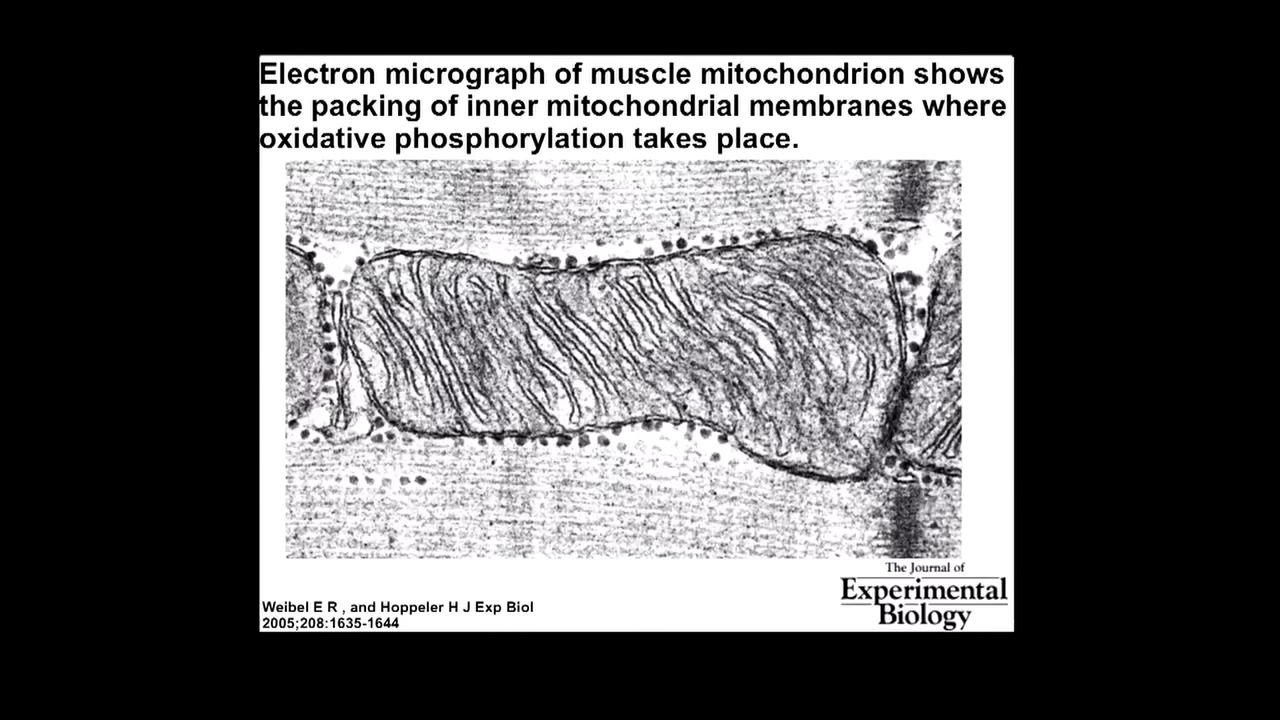 Electron micrograph of muscle mitochondrion shows
the packing of inner mitochondrial membranes where
oxidative phosphorylation takes place.
Weibel E R , and Hoppeler H J Exp Biol
2005;208:1635-1644
The Journal of
Experimental
Biology